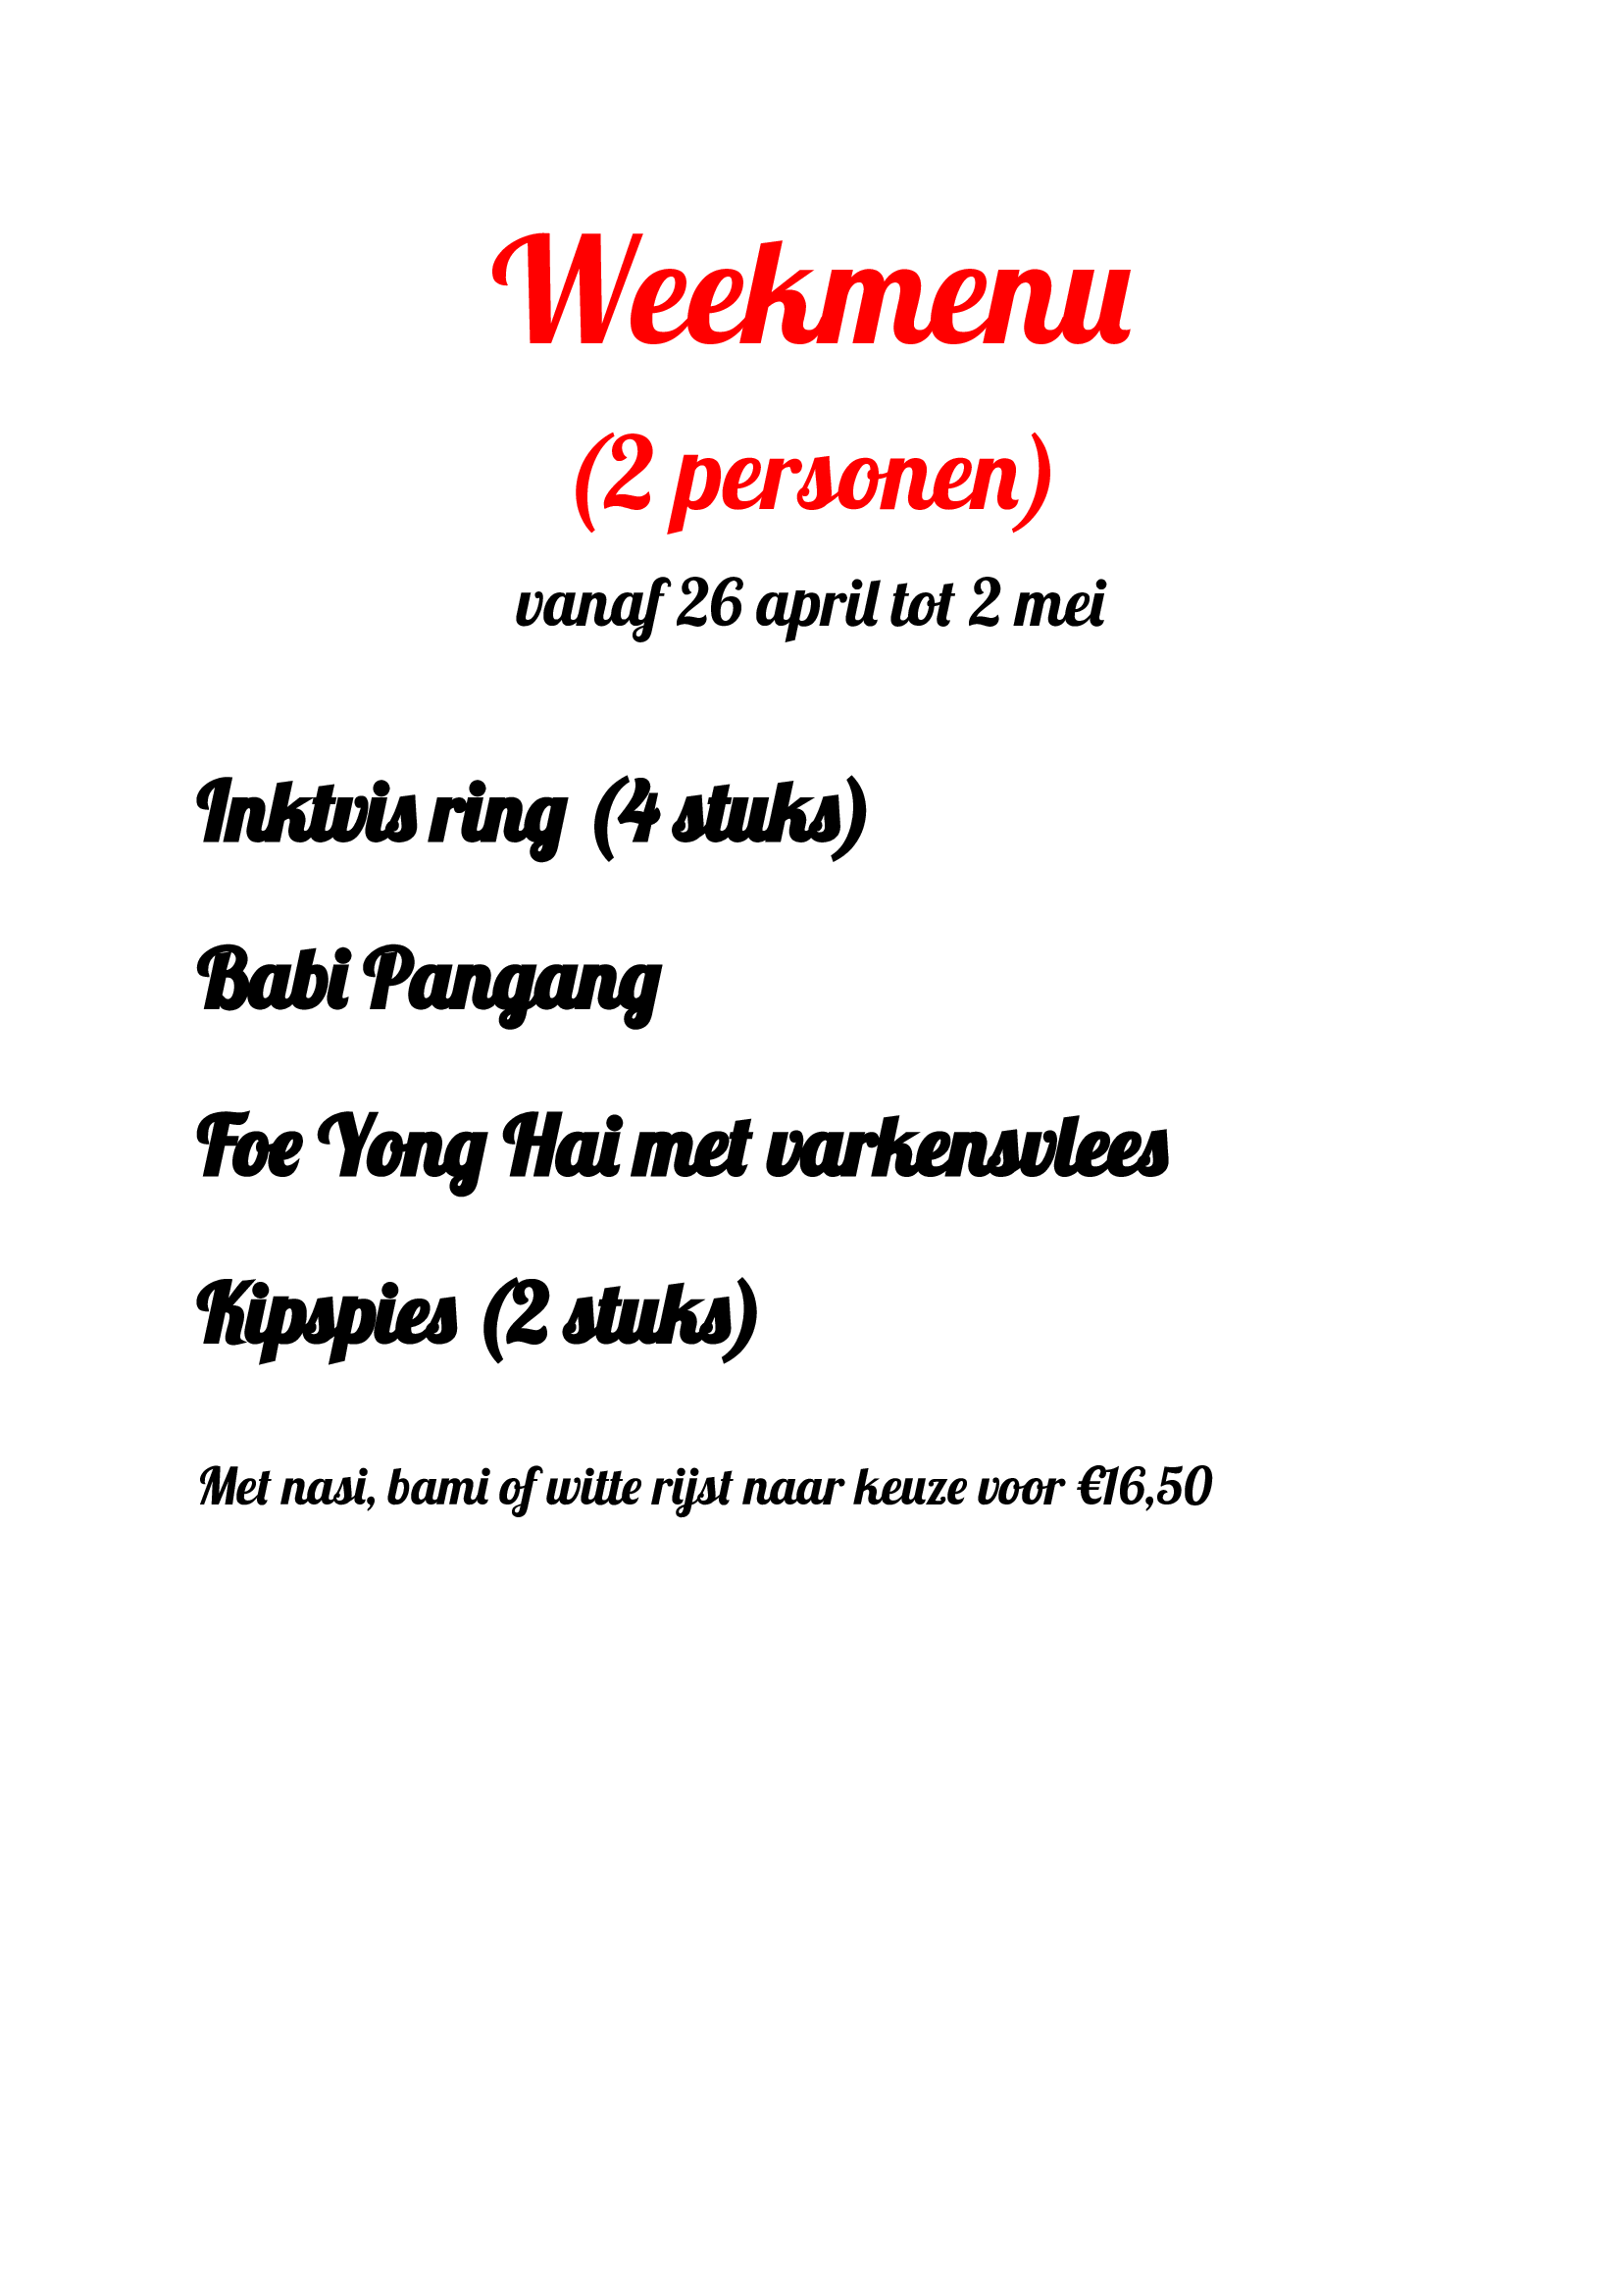 Weekmenu
(2 personen)
vanaf 26 april tot 2 mei
Inktvis ring (4 stuks)
Babi Pangang
Foe Yong Hai met varkensvlees
Kipspies (2 stuks)
Met nasi, bami of witte rijst naar keuze voor €16,50